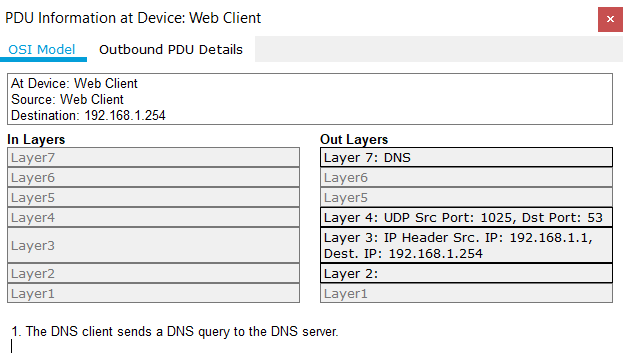 PDU Information at Device: Web Client
OSI Model Outbound PDU Details
At Device: Web Client
Source: Web Client
Destination: 192.168.1.254
In Layers
Layer7
Layer6
Layer5
Layer4
Layer3
Layer2
Layer1
Out Layers
Layer 7: DNS
Layer6
Layer5
Layer 4: UDP Src Port: 1025, Dst Port: 53
Layer 3: IP Header Src. IP: 192.168.1.1,
Dest. IP: 192.168.1.254
Layer 2:
Layer1
1. The DNS client sends a DNS query to the DNS server.